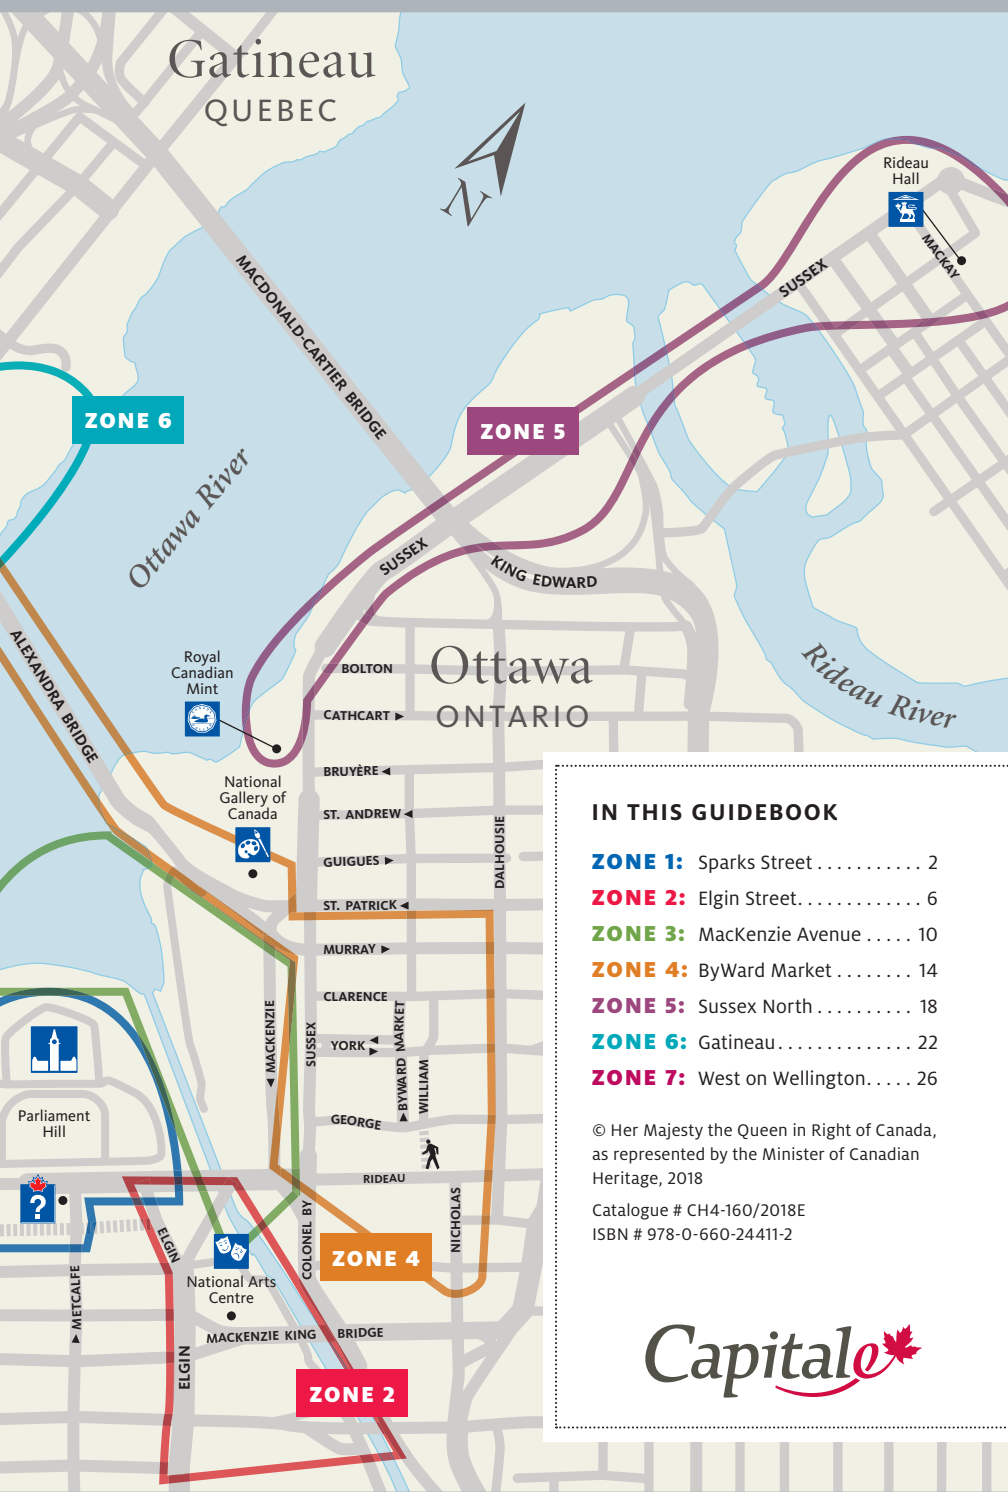 Gatineau
QUEBEC
N
Rideau
Hall
MACKAY
SUSSEX
MACDONALD-CARTIER BRIDGE
ZONE 6
ZONE 5
Ottawa River
SUSSEX
KING EDWARD
ALEXANDRA BRIDGE
Royal
Canadian
Mint
BOLTON
Ottawa
ONTARIO
CATHCART ►
Rideau River
National
Gallery of
Canada
BRUYÈRE ◄
ST. ANDREW ◄
DALHOUSIE
GUIGUES ►
ST. PATRICK ◄
MURRAY ►
CLARENCE
◄ MACKENZIE
SUSSEX
YORK ◄
►
► BYWARD MARKET
WILLIAM
GEORGE
Parliament
Hill
RIDEAU
?
ELGIN
COLONEL BY
NICHOLAS
ZONE 4
National Arts
Centre
► METCALFE
MACKENZIE KING BRIDGE
ELGIN
ZONE 2
IN THIS GUIDEBOOK
ZONE 1: Sparks Street . . . . . . . . . . . 2
ZONE 2: Elgin Street. . . . . . . . . . . . . 6
ZONE 3: MacKenzie Avenue . . . . . 10
ZONE 4: ByWard Market . . . . . . . . 14
ZONE 5: Sussex North . . . . . . . . . . 18
ZONE 6: Gatineau. . . . . . . . . . . . . . 22
ZONE 7: West on Wellington. . . . . 26
© Her Majesty the Queen in Right of Canada,
as represented by the Minister of Canadian
Heritage, 2018
Catalogue # CH4-160/2018E
ISBN # 978-0-660-24411-2
Capitale